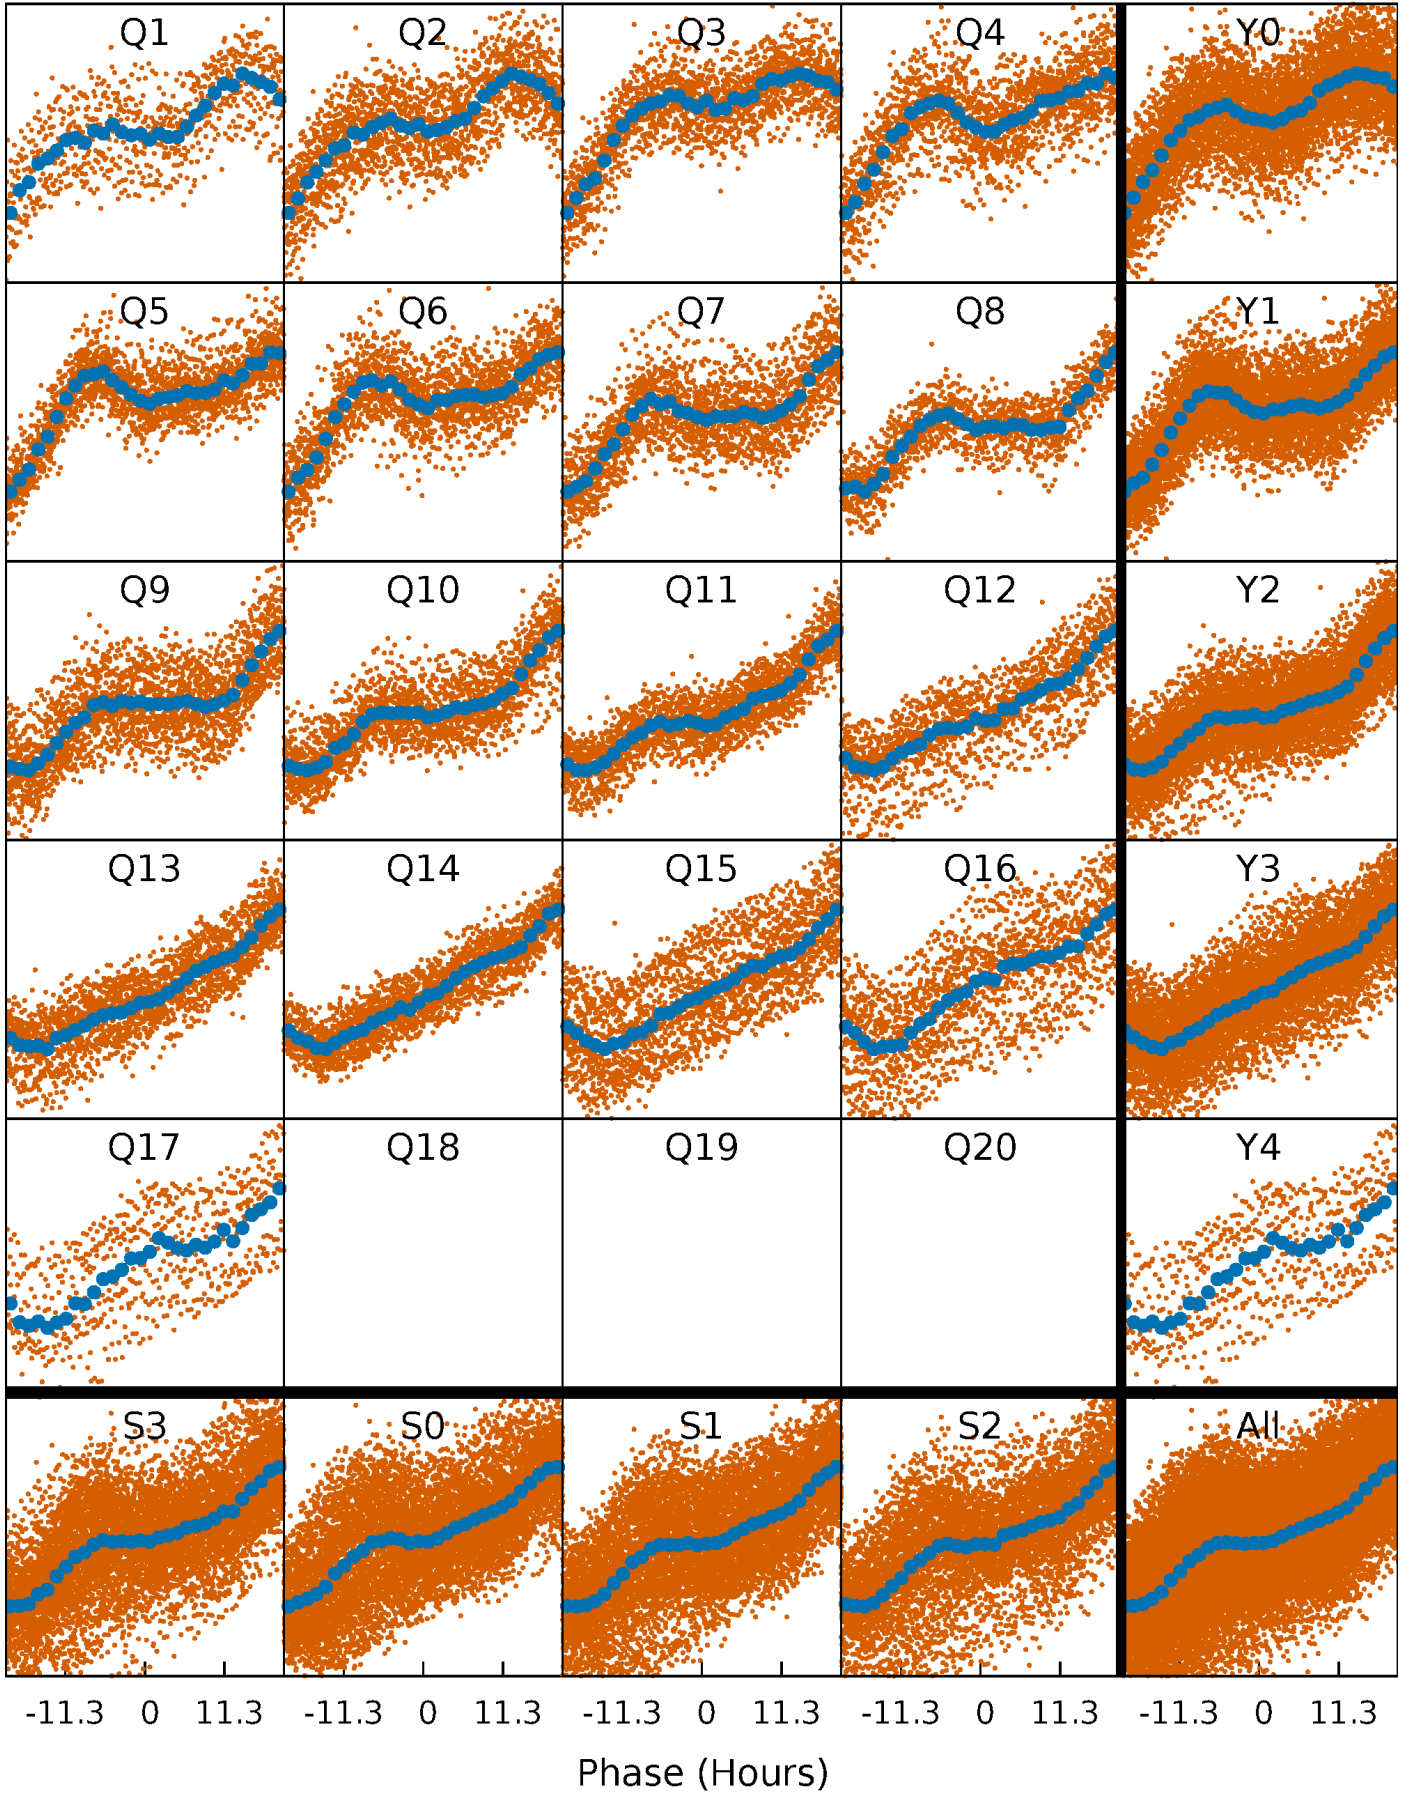 Q1 Q2 Q3 Q4 Y0
Q5 Q6 Q7 Q8 Y1
Q9 Q10 Q11 Q12 Y2
Q13 Q14 Q15 Q16 Y3
Q17 Q18 Q19 Q20 Y4
S3 S0 S1 S2 All
-11.3 0 11.3 -11.3 0 11.3 -11.3 0 11.3 -11.3 0 11.3 -11.3 0 11.3
Phase (Hours)